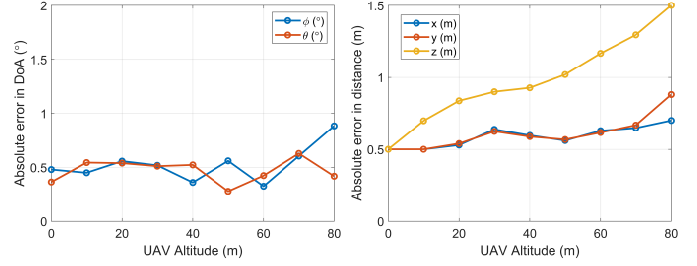 2
1.5
1
0.5
0
Absolute error in DoA (°)
ϕ (°)
θ (°)
0 20 40 60 80
UAV Altitude (m)
1.5
1
0.5
0
Absolute error in distance (m)
x (m)
y (m)
z (m)
0 20 40 60 80
UAV Altitude (m)